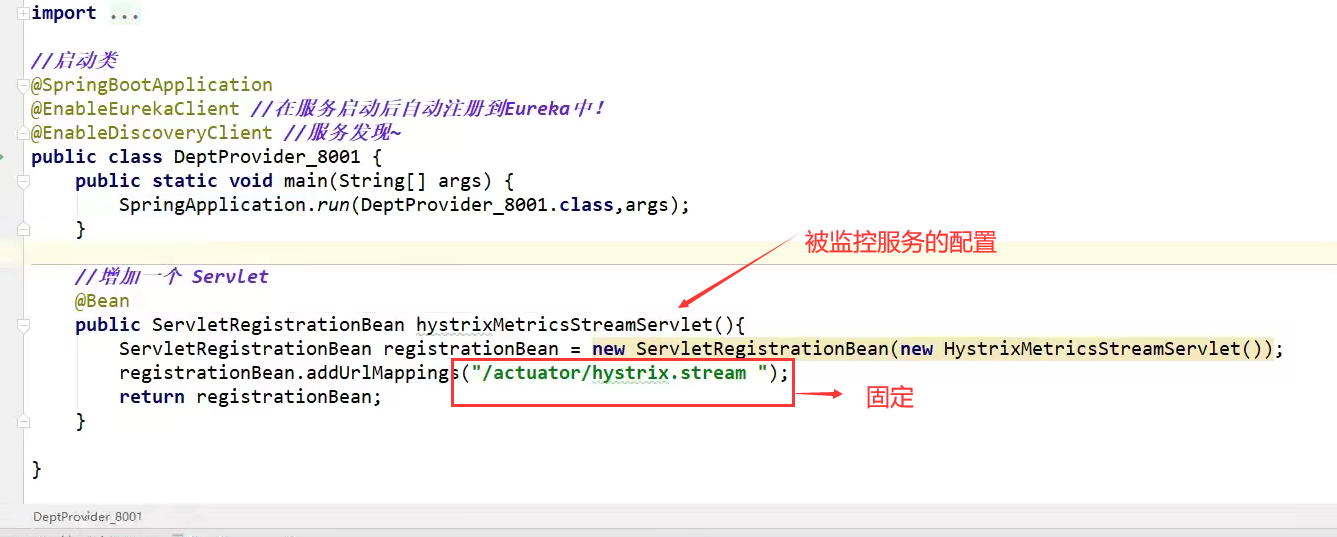 import ...
//启动类
@SpringBootApplication
@EnableEurekaClient //在服务启动后自动注册到Eureka中！
@EnableDiscoveryClient //服务发现~
public class DeptProvider_8001 {
public static void main(String[] args) {
SpringApplication.run(DeptProvider_8001.class,args);
}
被监控服务的配置
//增加一个 Servlet
@Bean
public ServletRegistrationBean hystrixMetricsStreamServlet(){
ServletRegistrationBean registrationBean = new ServletRegistrationBean(new HystrixMetricsStreamServlet());
registrationBean.addUrlMappings("/actuator/hystrix.stream ");
固定
return registrationBean;
}
}
DeptProvider_8001